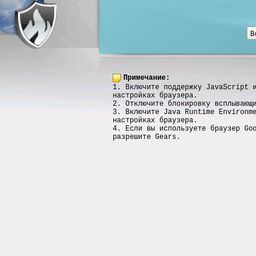 Примечание:
1. Включите поддержку JavaScript и
настройках браузера.
2. Отключите блокировку всплывающи
3. Включите Java Runtime Environme
настройках браузера.
4. Если вы используете браузер Goo
разрешите Gears.